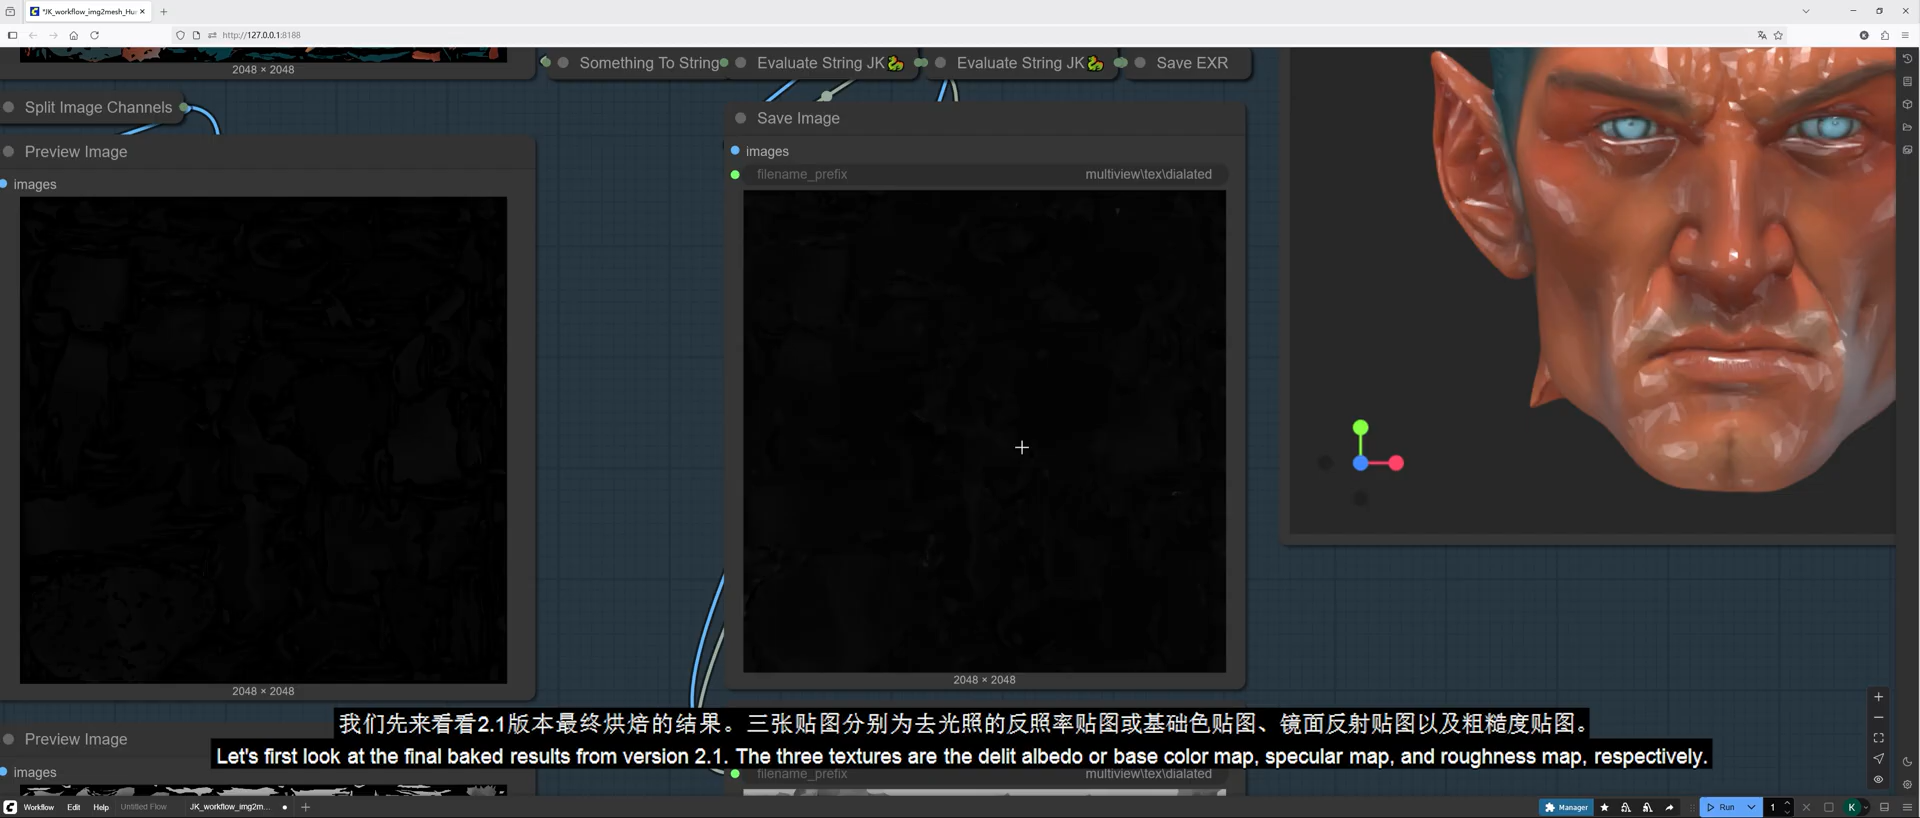 *JK_workflow_img2mesh_Hu
http://127.0.0.1:8188
2048 × 2048
Something To String
Evaluate String JK🐍
Evaluate String JK🐍
Save EXR
Split Image Channels
Save Image
Preview Image
images
filename_prefix
multiview\tex\dialated
images
2048 × 2048
2048 × 2048
我们先来看看2.1版本最终烘焙的结果。三张贴图分别为去光照的反照率贴图或基础色贴图、镜面反射贴图以及粗糙度贴图。
Let's first look at the final baked results from version 2.1. The three textures are the delit albedo or base color map, specular map, and roughness map, respectively.
Preview Image
images
filename_prefix
multiview\tex\dialated
Workflow
Edit
Help
Untitled Flow
JK_workflow_img2m...
Manager
Run
1
K